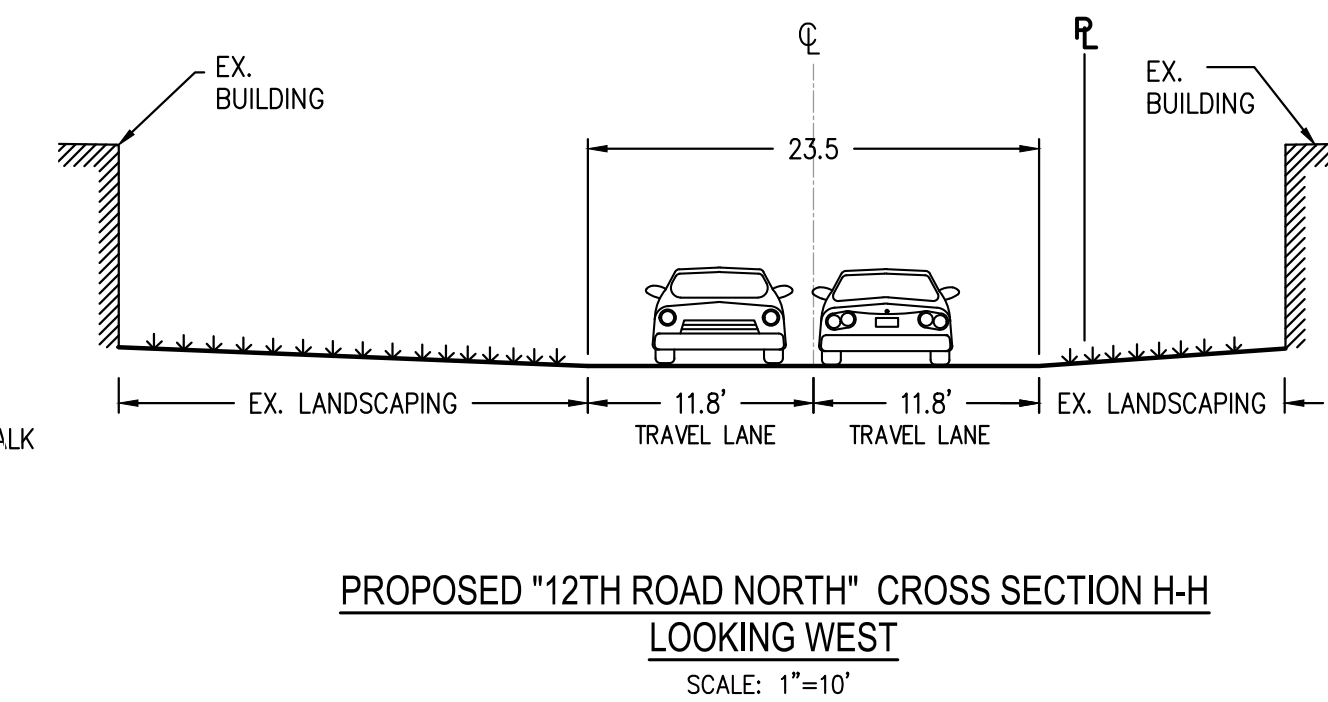 ℄
PL
EX.
BUILDING
EX.
BUILDING
23.5
EX. LANDSCAPING
11.8'
11.8'
EX. LANDSCAPING
TRAVEL LANE
TRAVEL LANE
ALK
PROPOSED "12TH ROAD NORTH" CROSS SECTION H-H
LOOKING WEST
SCALE: 1"=10'